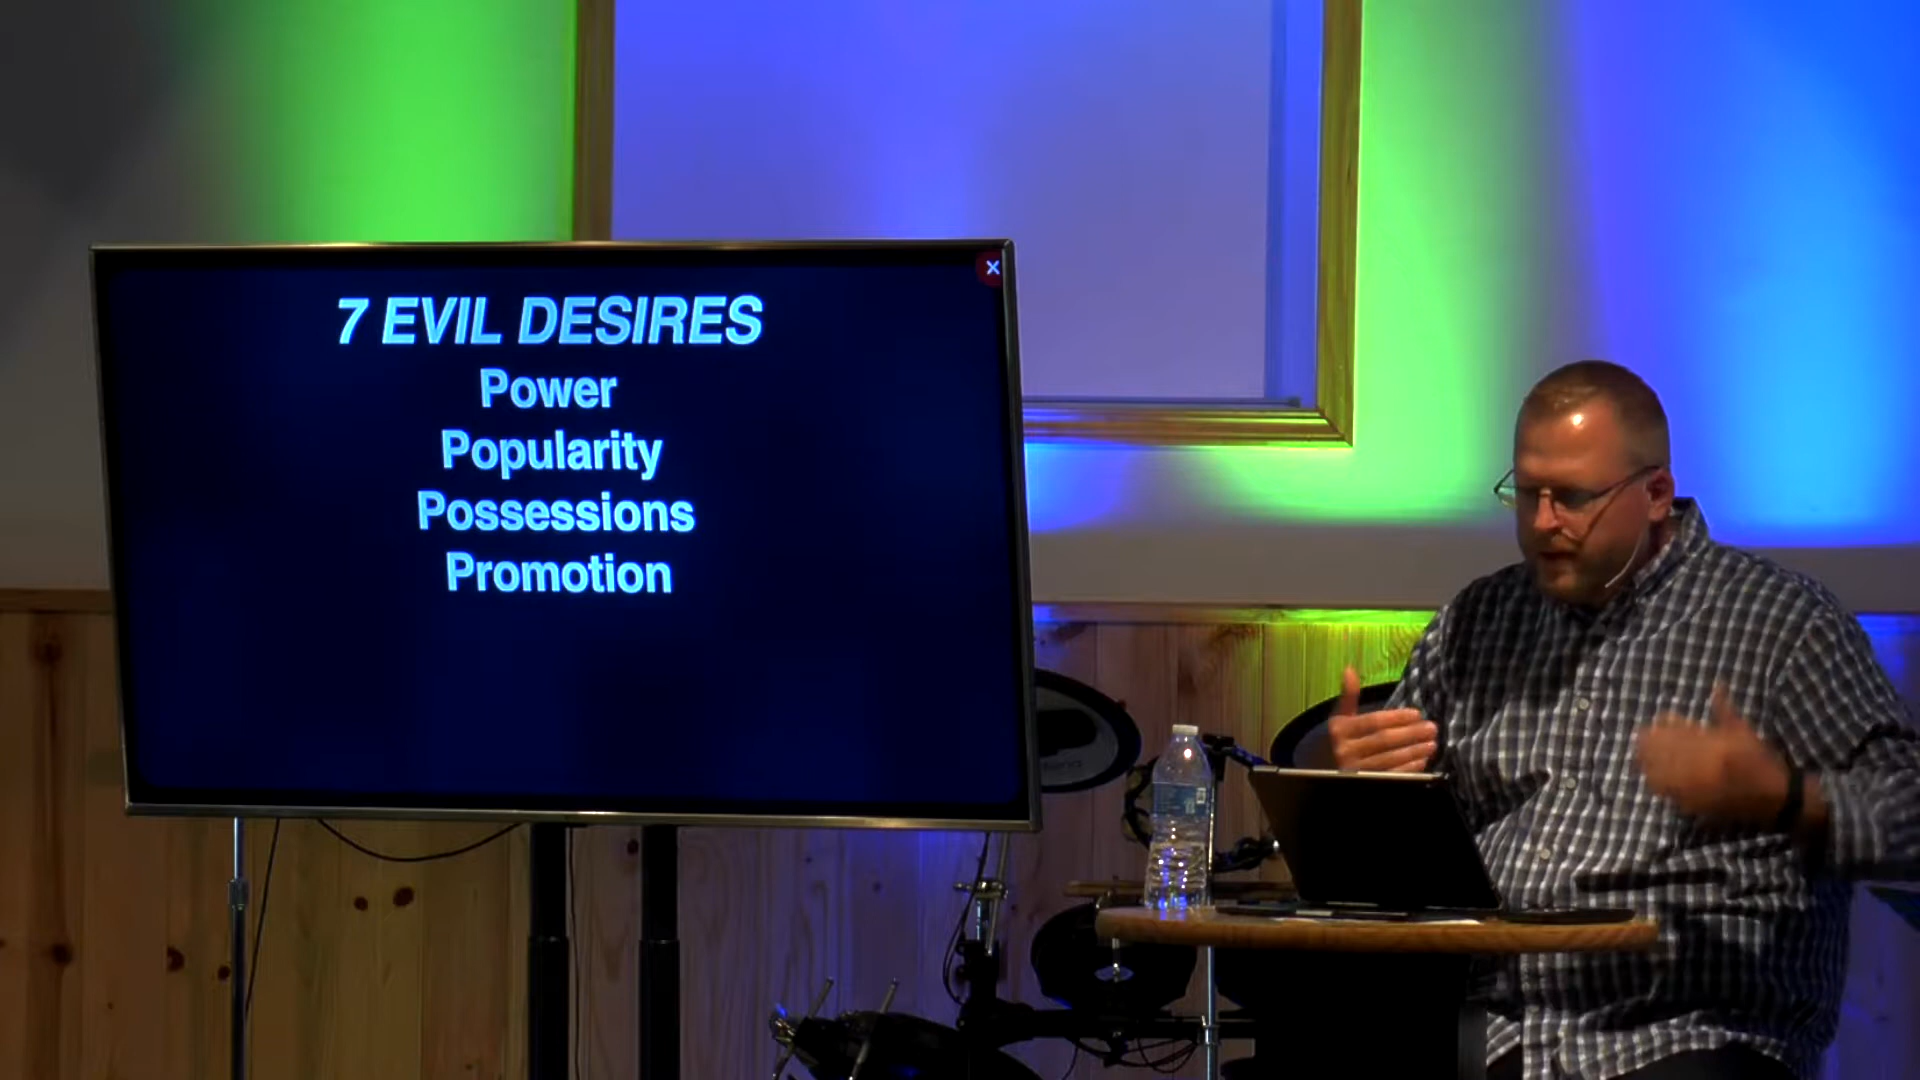 7 EVIL DESIRES
Power
Popularity
Possessions
Promotion